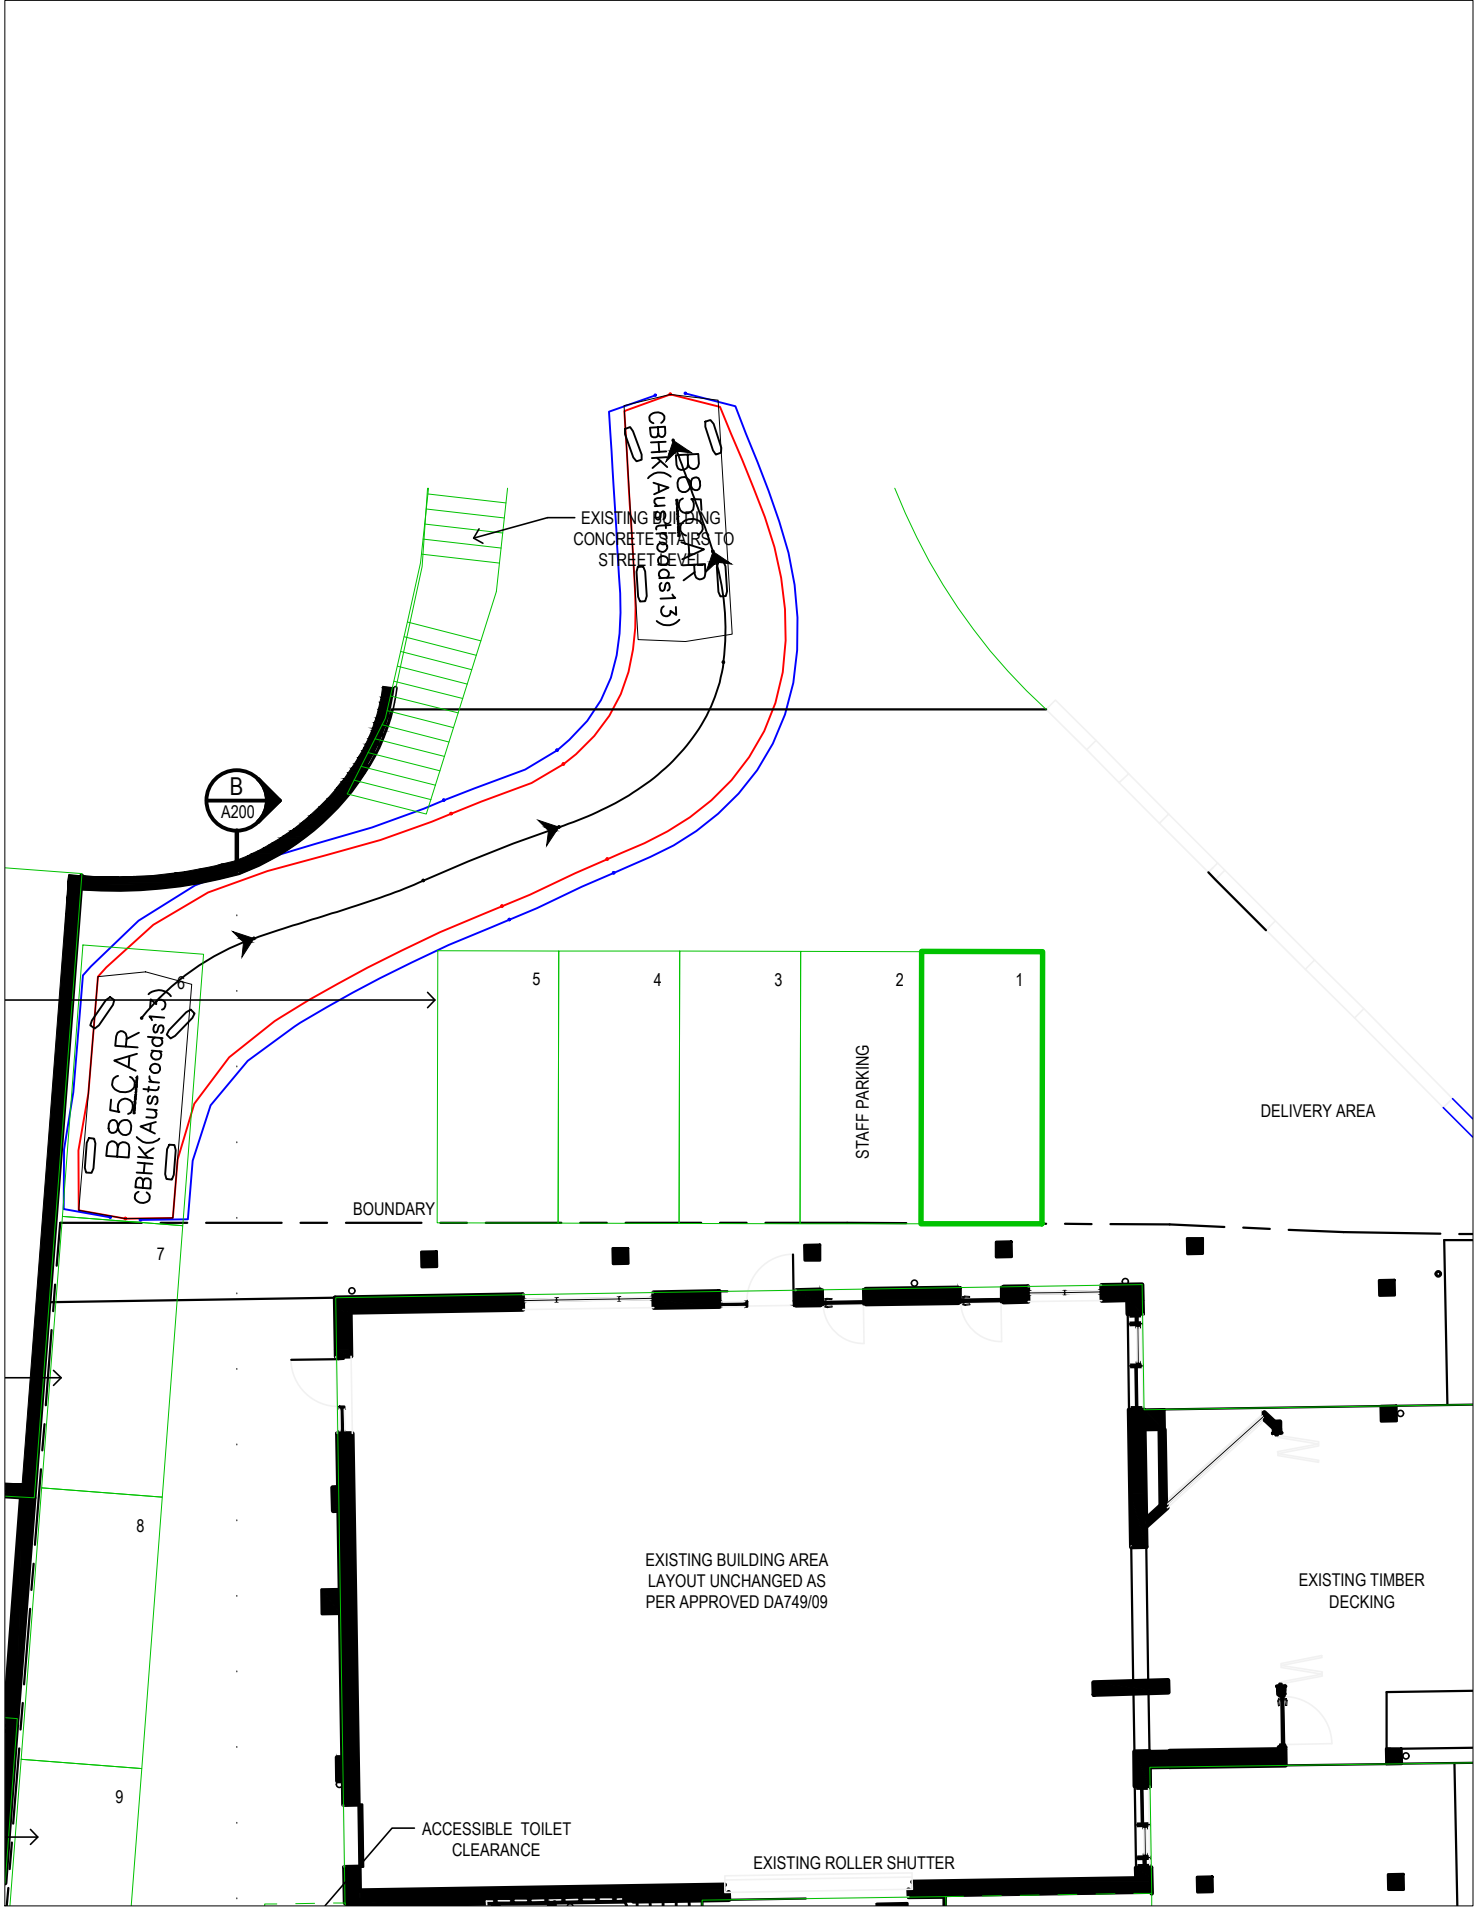 B85CAR
CBHK(Austroads13)
EXISTING BUILDING
CONCRETE STAIRS TO
STREET LEVEL
B
A200
6
5
4
3
2
1
B85CAR
CBHK(Austroads13)
STAFF PARKING
DELIVERY AREA
BOUNDARY
7
8
EXISTING BUILDING AREA
LAYOUT UNCHANGED AS
PER APPROVED DA749/09
W
EXISTING TIMBER
DECKING
W
9
ACCESSIBLE TOILET
CLEARANCE
EXISTING ROLLER SHUTTER